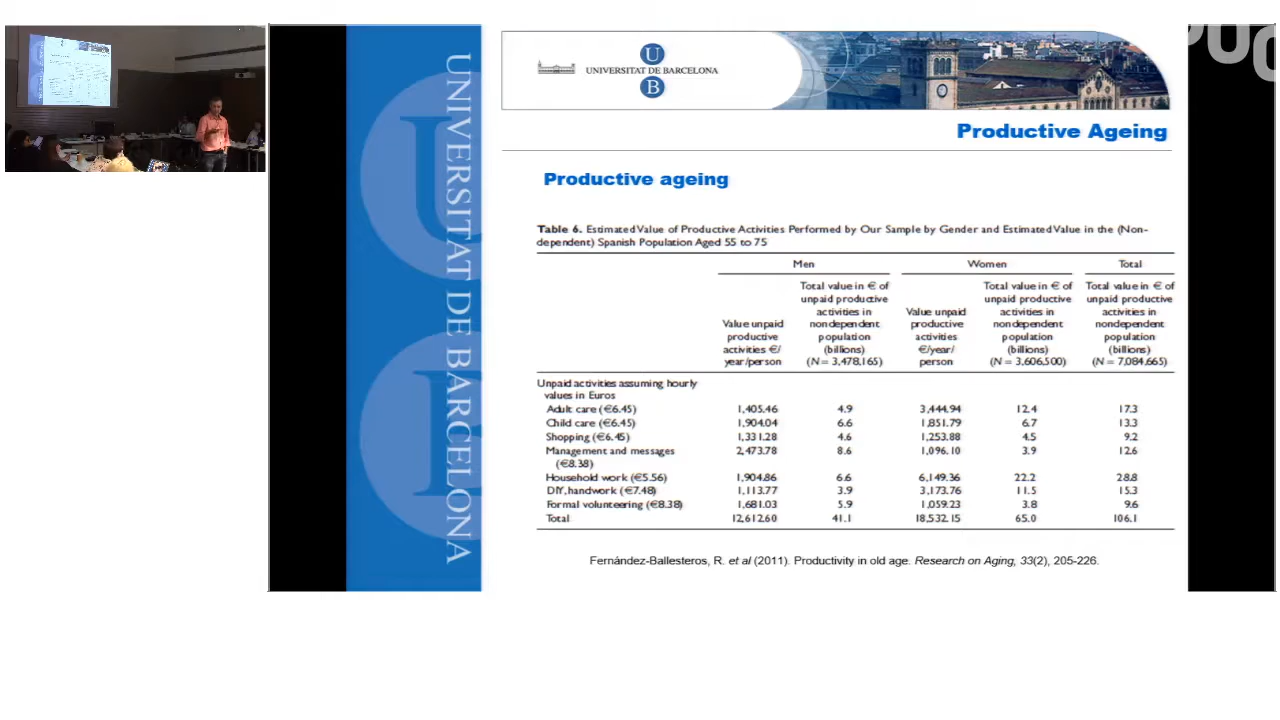 UNIVERSITAT DE BARCELONA
U
UNIVERSITAT DE BARCELONA
B
Productive Ageing
Productive ageing
Table 6. Estimated Value of Productive Activities Performed by Our Sample by Gender and Estimated Value in the (Non-
dependent) Spanish Population Aged 55 to 75
Men Women Total
Value unpaid productive activities €/ year/person
Total value in € of unpaid productive activities in nondependent population (billions) (N = 3,478,165)
Value unpaid productive activities €/year/ person
Total value in € of unpaid productive activities in nondependent population (billions) (N = 3,606,500)
Total value in € of unpaid productive activities in nondependent population (billions) (N = 7,084,665)
Unpaid activities assuming hourly
values in Euros
Adult care (€6.45) 1,405.46 4.9 3,444.94 12.4 17.3
Child care (€6.45) 1,904.04 6.6 1,851.79 6.7 13.3
Shopping (€6.45) 1,331.28 4.6 1,253.88 4.5 9.2
Management and messages 2,473.78 8.6 1,096.10 3.9 12.6
(€8.38)
Household work (€5.56) 1,904.86 6.6 6,149.36 22.2 28.8
DIY, handwork (€7.48) 1,113.77 3.9 3,173.76 11.5 15.3
Formal volunteering (€8.38) 1,681.03 5.9 1,059.23 3.8 9.6
Total 12,612.60 41.1 18,532.15 65.0 106.1
Fernández-Ballesteros, R. et al (2011). Productivity in old age. Research on Aging, 33(2), 205-226.